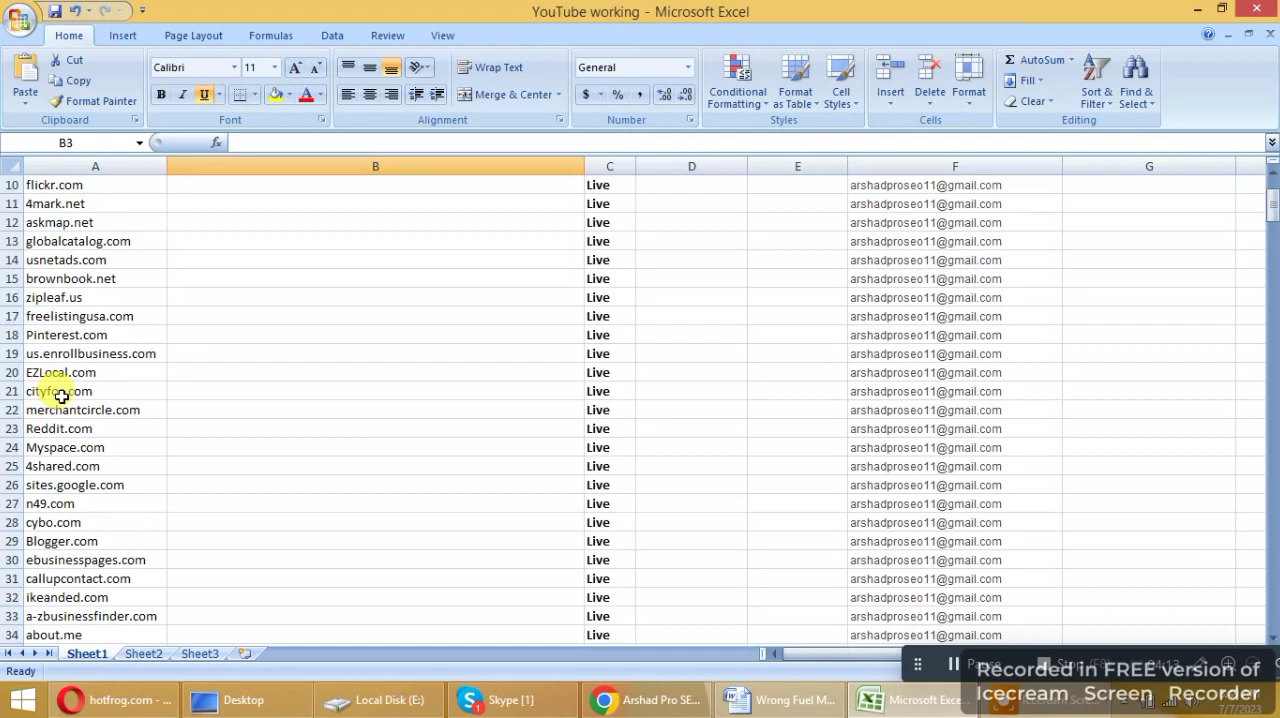 YouTube working - Microsoft Excel
Home Insert Page Layout Formulas Data Review View
Paste Cut Copy Format Painter Clipboard
Calibri 11 Font
Wrap Text Merge & Center Alignment
General $ % , Number
Conditional Formatting Format as Table Cell Styles Styles
Insert Delete Format Cells
AutoSum Fill Clear Sort & Filter Find & Select Editing
B3 fx
A B C D E F G
10 flickr.com Live arshadproseo11@gmail.com
11 4mark.net Live arshadproseo11@gmail.com
12 askmap.net Live arshadproseo11@gmail.com
13 globalcatalog.com Live arshadproseo11@gmail.com
14 usnetads.com Live arshadproseo11@gmail.com
15 brownbook.net Live arshadproseo11@gmail.com
16 zipleaf.us Live arshadproseo11@gmail.com
17 freelistingusa.com Live arshadproseo11@gmail.com
18 Pinterest.com Live arshadproseo11@gmail.com
19 us.enrollbusiness.com Live arshadproseo11@gmail.com
20 EZLocal.com Live arshadproseo11@gmail.com
21 Live arshadproseo11@gmail.com
22 merchantcircle.com Live arshadproseo11@gmail.com
23 Reddit.com Live arshadproseo11@gmail.com
24 Myspace.com Live arshadproseo11@gmail.com
25 4shared.com Live arshadproseo11@gmail.com
26 sites.google.com Live arshadproseo11@gmail.com
27 n49.com Live arshadproseo11@gmail.com
28 cybo.com Live arshadproseo11@gmail.com
29 Blogger.com Live arshadproseo11@gmail.com
30 ebusinesspages.com Live arshadproseo11@gmail.com
31 callupcontact.com Live arshadproseo11@gmail.com
32 ikeanded.com Live arshadproseo11@gmail.com
33 a-zbusinessfinder.com Live arshadproseo11@gmail.com
34 about.me Live arshadproseo11@gmail.com
Sheet1 Sheet2 Sheet3
Ready
Recorded in FREE version of
Icecream Screen Recorder
hotfrog.com - ... Desktop Local Disk (E:) Skype [1] Arshad Pro SE... Wrong Fuel M... Microsoft Exce...
7/7/2023